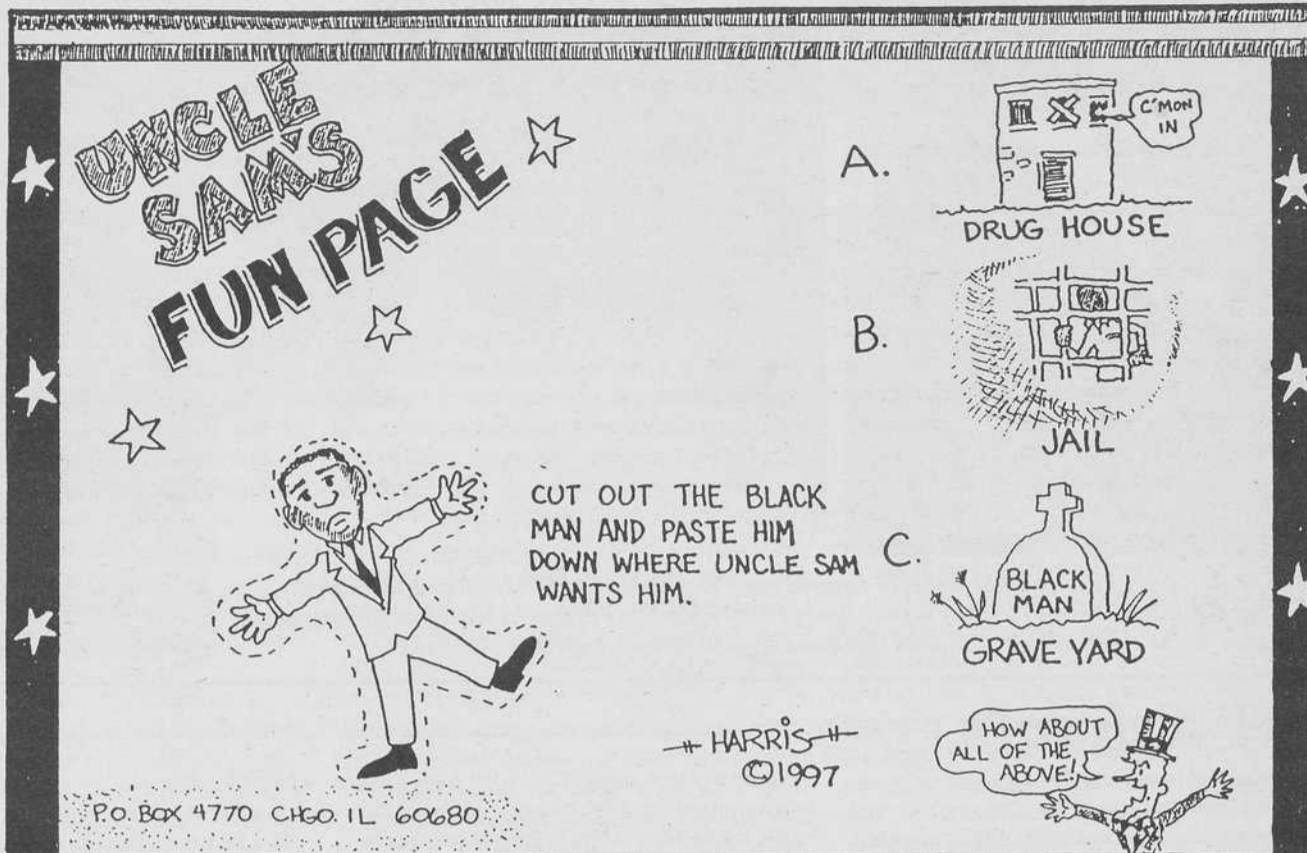 UNCLE
SAM'S
FUN PAGE
A.
C'MON
IN
DRUG HOUSE
B.
JAIL
CUT OUT THE BLACK
MAN AND PASTE HIM
DOWN WHERE UNCLE SAM
WANTS HIM.
C.
BLACK
MAN
GRAVE YARD
HOW ABOUT
ALL OF THE
ABOVE!
HARRIS
©1997
P.O. BOX 4770 CHGO. IL 60680